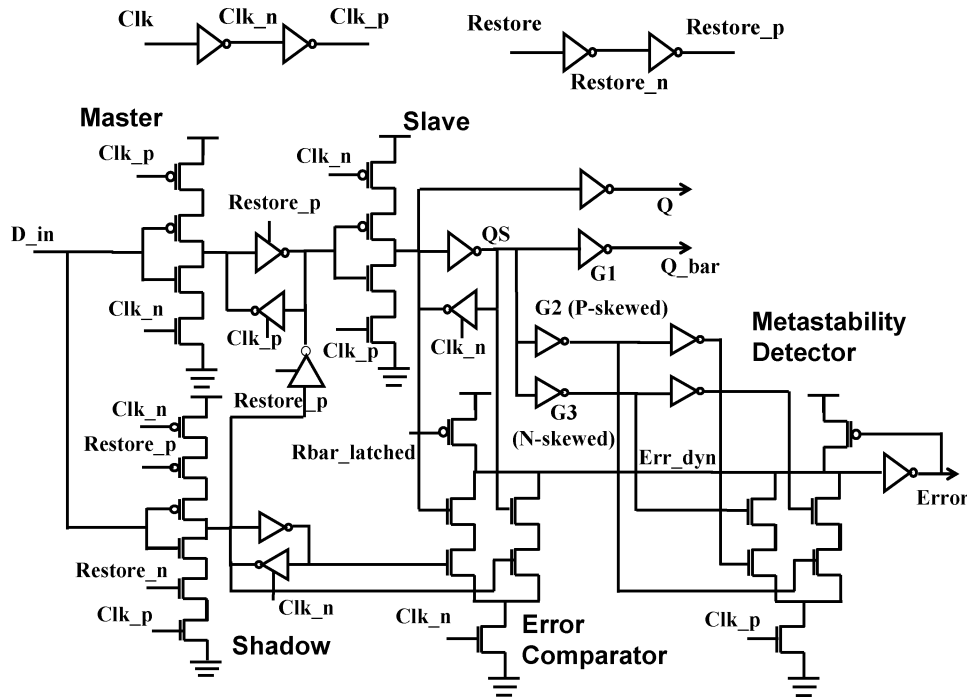 Clk
Clk_n
Clk_p
Restore
Restore_p
Restore_n
Master
Slave
Clk_p
Clk_n
Restore_p
Q
D_in
QS
G1
Q_bar
Clk_n
Clk_p
Clk_p
Clk_n
G2 (P-skewed)
Metastability
Detector
Restore_p
Clk_n
Restore_p
G3
(N-skewed)
Rbar_latched
Err_dyn
Error
Restore_n
Clk_n
Clk_p
Clk_n
Clk_p
Shadow
Error
Comparator